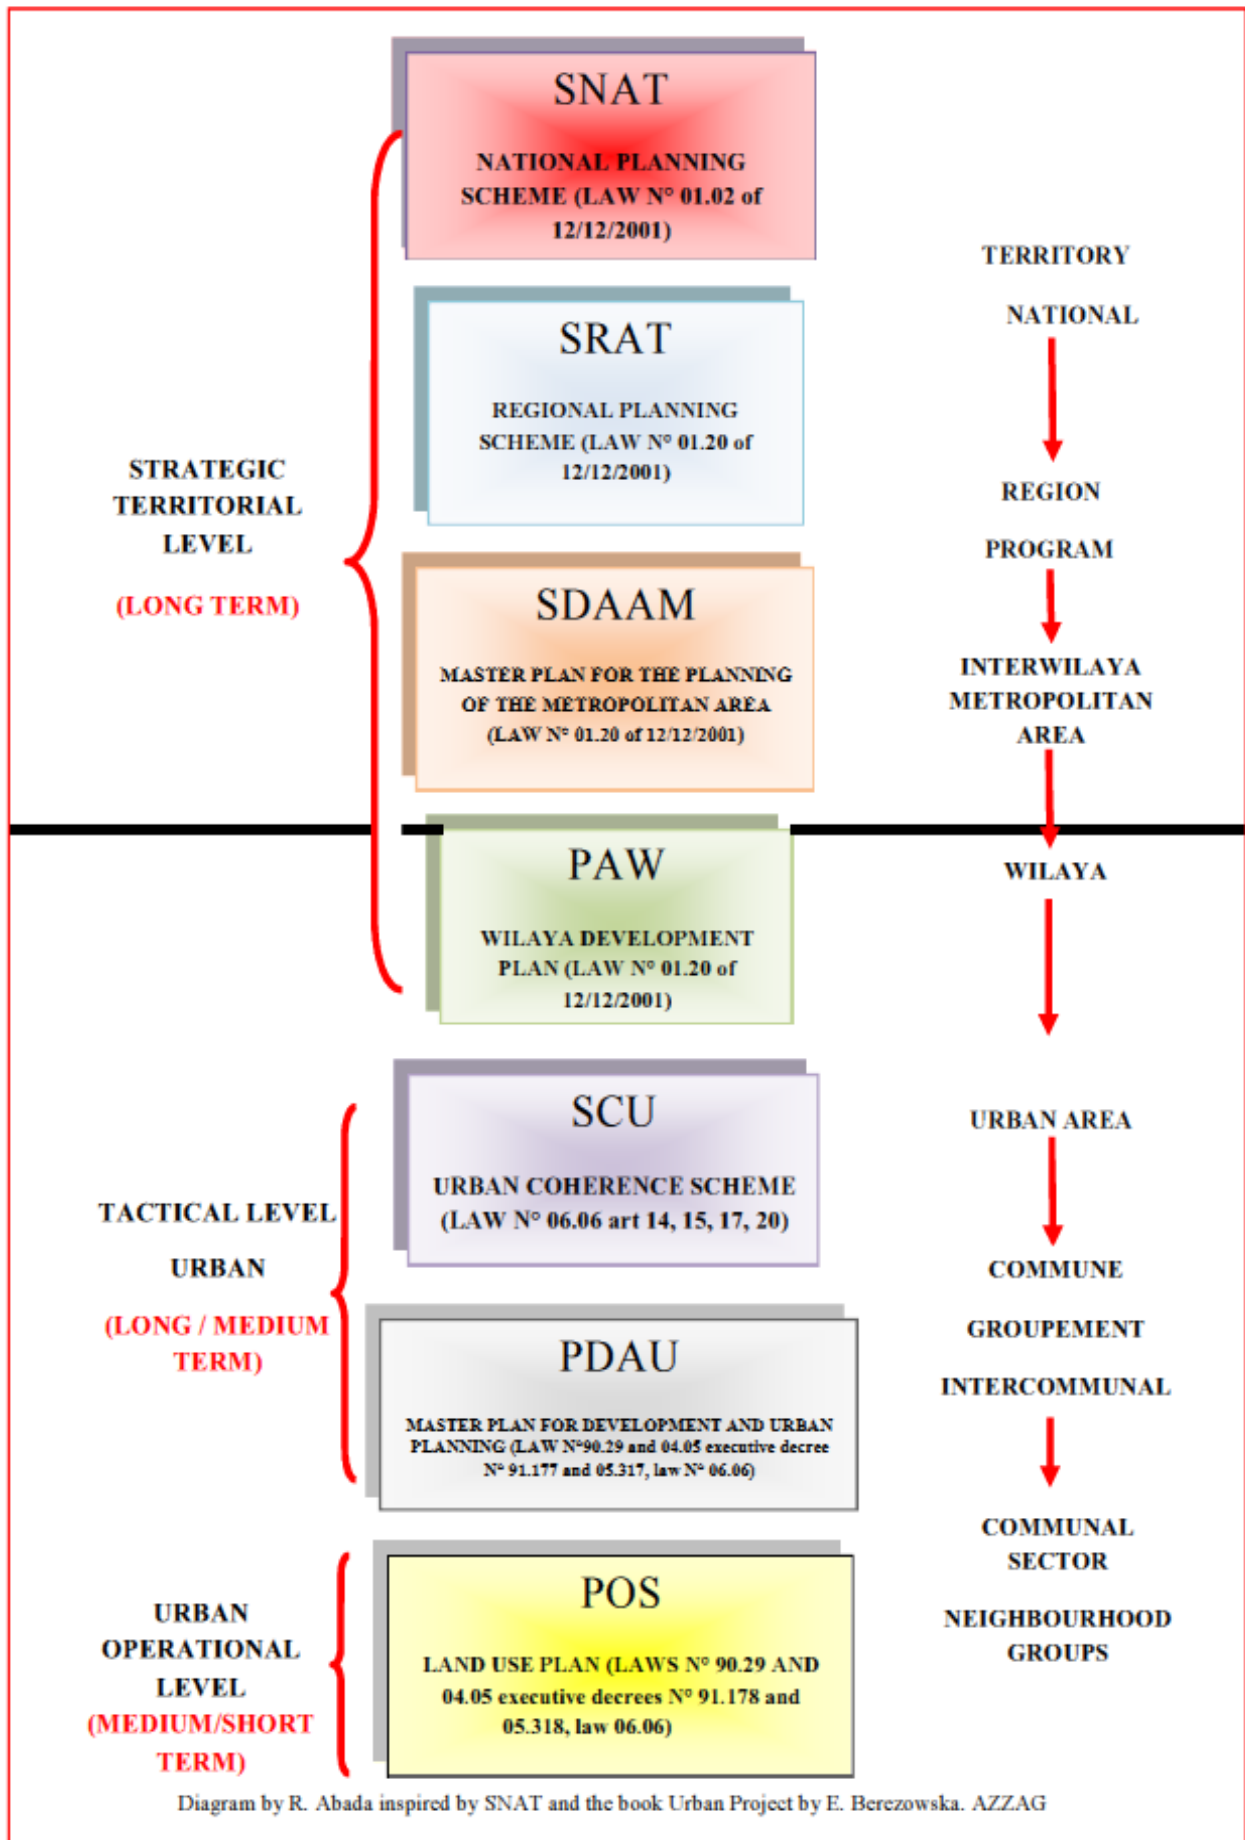 SNAT
NATIONAL PLANNING
SCHEME (LAW N° 01.02 of
12/12/2001)
SRAT
REGIONAL PLANNING
SCHEME (LAW N° 01.20 of
12/12/2001)
SDAAM
MASTER PLAN FOR THE PLANNING
OF THE METROPOLITAN AREA
(LAW N° 01.20 of 12/12/2001)
PAW
WILAYA DEVELOPMENT
PLAN (LAW N° 01.20 of
12/12/2001)
SCU
URBAN COHERENCE SCHEME
(LAW N° 06.06 art 14, 15, 17, 20)
PDAU
MASTER PLAN FOR DEVELOPMENT AND URBAN
PLANNING (LAW N°90.29 and 04.05 executive decree
N° 91.177 and 05.317, law N° 06.06)
POS
LAND USE PLAN (LAWS N° 90.29 AND
04.05 executive decrees N° 91.178 and
05.318, law 06.06)
STRATEGIC
TERRITORIAL
LEVEL
(LONG TERM)
TACTICAL LEVEL
URBAN
(LONG / MEDIUM
TERM)
URBAN
OPERATIONAL
LEVEL
(MEDIUM/SHORT
TERM)
TERRITORY
NATIONAL
REGION
PROGRAM
INTERWILAYA
METROPOLITAN
AREA
WILAYA
URBAN AREA
COMMUNE
GROUPEMENT
INTERCOMMUNAL
COMMUNAL
SECTOR
NEIGHBOURHOOD
GROUPS
Diagram by R. Abada inspired by SNAT and the book Urban Project by E. Berezowska. AZZAG